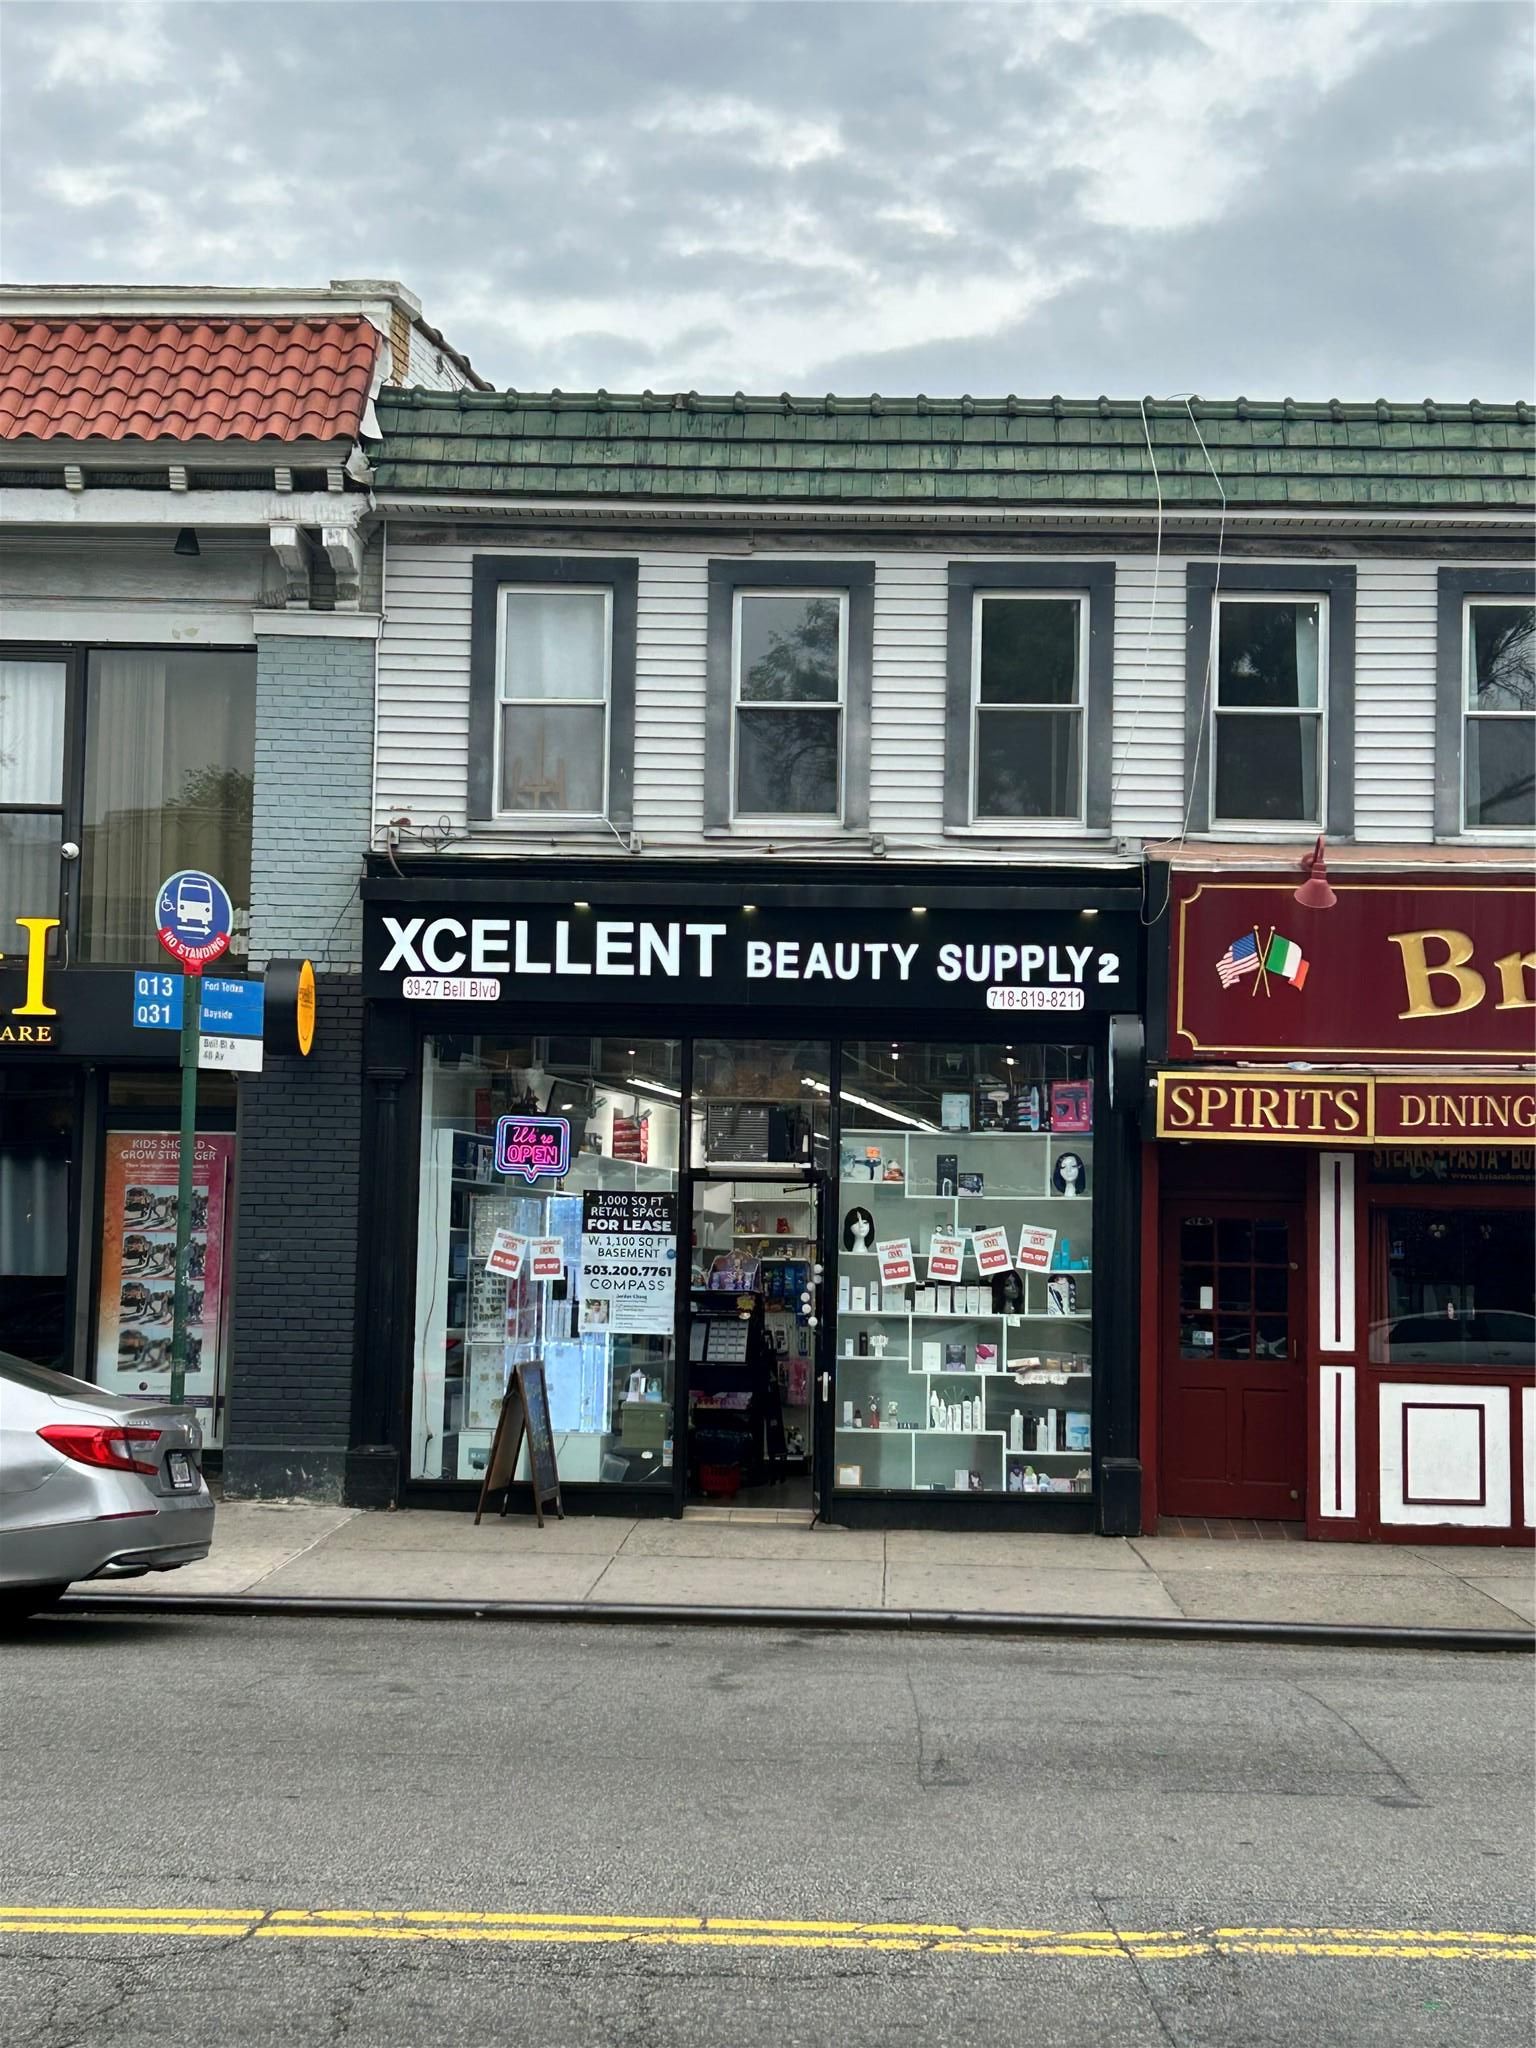 XCELLENT BEAUTY SUPPLY 2
39-27 Bell Blvd
718-819-8211
NO STANDING
Q13
Fort Totten
Q31
Bayside
Bell Bl &
40 Av
ARE
KIDS SHOULD
GROW STRONGER
We're
OPEN
1,000 SQ FT
RETAIL SPACE
FOR LEASE
W. 1,100 SQ FT
BASEMENT
503.200.7761
COMPASS
Br
SPIRITS
DINING
STEAKS • PASTA •